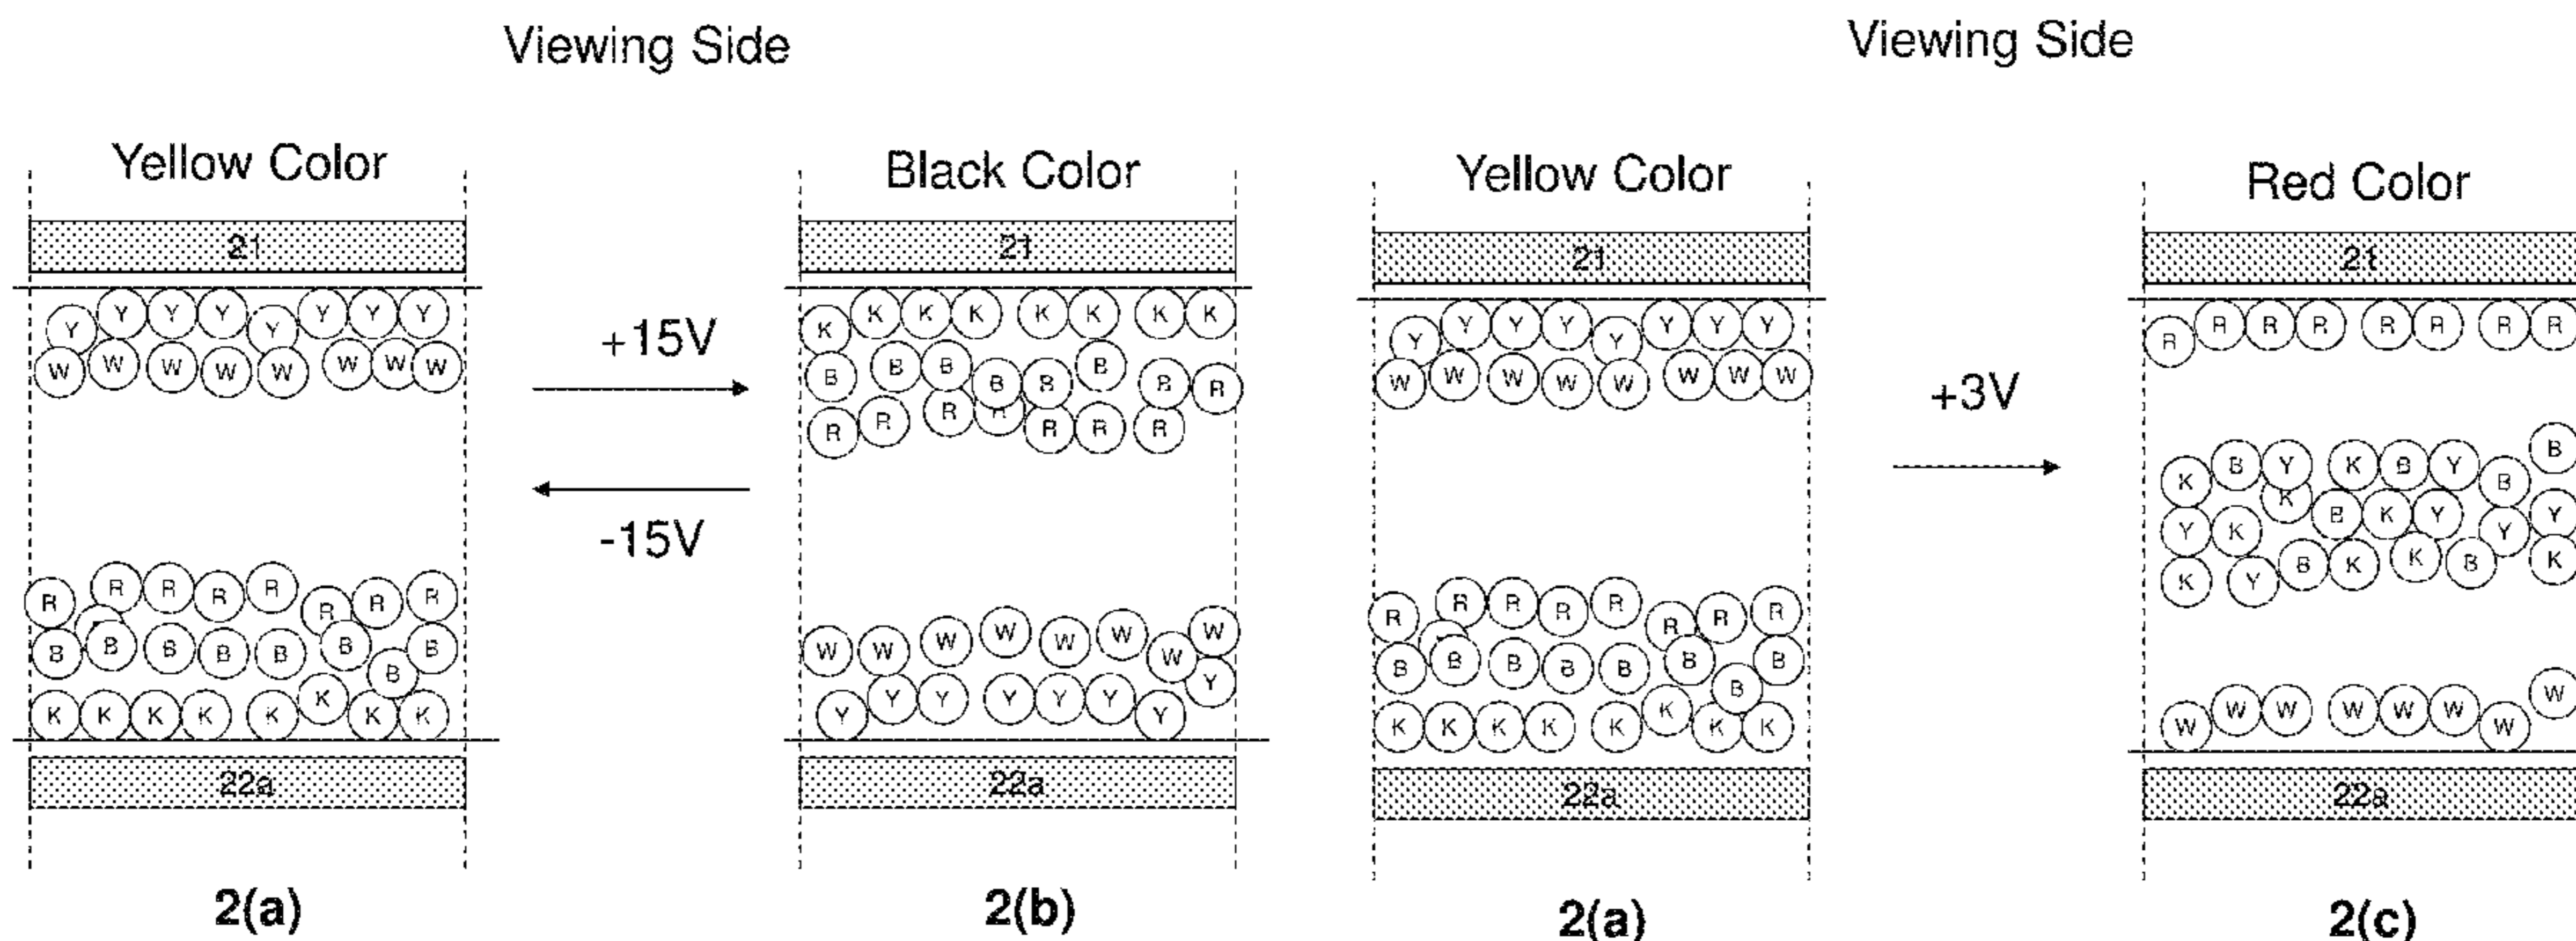 Viewing Side
Yellow Color
21
Y Y Y Y Y Y Y Y
W W W W W W W W
R R R R R R R R
B B B B B B B B
K K K K K K K K
22a
2(a)
+15V
-15V
Black Color
21
K K K K K K K K
B B B B B B B R
R R R R R R R
W W W W W W W W
Y Y Y Y Y Y Y Y
22a
2(b)
Viewing Side
Yellow Color
21
Y Y Y Y Y Y Y Y
W W W W W W W W
R R R R R R R R
B B B B B B B B
K K K K K K K K
22a
2(a)
+3V
Red Color
21
R R R R R R R R
K B Y K B Y B B
Y K K B K Y Y Y
K Y B K K B K
W W W W W W W W
22a
2(c)